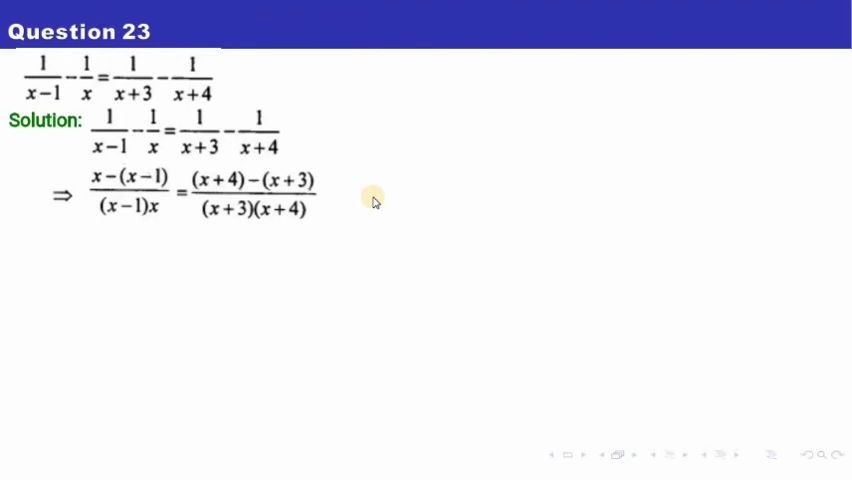 Question 23
1/(x−1) − 1/x = 1/(x+3) − 1/(x+4)
Solution: 1/(x−1) − 1/x = 1/(x+3) − 1/(x+4)
⇒ (x−(x−1))/((x−1)x) = ((x+4)−(x+3))/((x+3)(x+4))